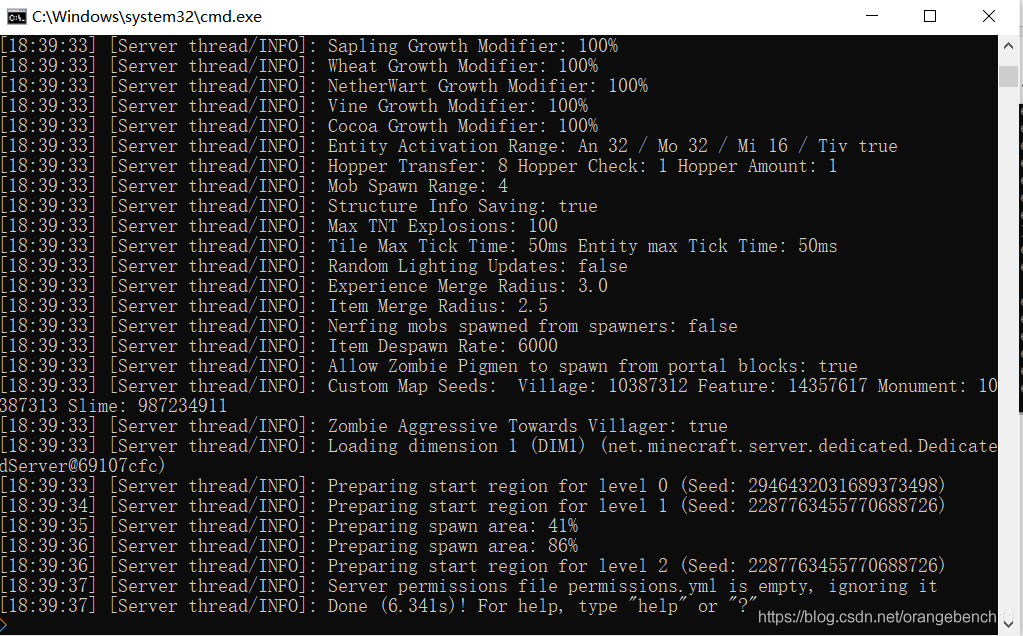 C:\Windows\system32\cmd.exe
[18:39:33] [Server thread/INFO]: Sapling Growth Modifier: 100%
[18:39:33] [Server thread/INFO]: Wheat Growth Modifier: 100%
[18:39:33] [Server thread/INFO]: NetherWart Growth Modifier: 100%
[18:39:33] [Server thread/INFO]: Vine Growth Modifier: 100%
[18:39:33] [Server thread/INFO]: Cocoa Growth Modifier: 100%
[18:39:33] [Server thread/INFO]: Entity Activation Range: An 32 / Mo 32 / Mi 16 / Tiv true
[18:39:33] [Server thread/INFO]: Hopper Transfer: 8 Hopper Check: 1 Hopper Amount: 1
[18:39:33] [Server thread/INFO]: Mob Spawn Range: 4
[18:39:33] [Server thread/INFO]: Structure Info Saving: true
[18:39:33] [Server thread/INFO]: Max TNT Explosions: 100
[18:39:33] [Server thread/INFO]: Tile Max Tick Time: 50ms Entity max Tick Time: 50ms
[18:39:33] [Server thread/INFO]: Random Lighting Updates: false
[18:39:33] [Server thread/INFO]: Experience Merge Radius: 3.0
[18:39:33] [Server thread/INFO]: Item Merge Radius: 2.5
[18:39:33] [Server thread/INFO]: Nerfing mobs spawned from spawners: false
[18:39:33] [Server thread/INFO]: Item Despawn Rate: 6000
[18:39:33] [Server thread/INFO]: Allow Zombie Pigmen to spawn from portal blocks: true
[18:39:33] [Server thread/INFO]: Custom Map Seeds:  Village: 10387312 Feature: 14357617 Monument: 10
387313 Slime: 987234911
[18:39:33] [Server thread/INFO]: Zombie Aggressive Towards Villager: true
[18:39:33] [Server thread/INFO]: Loading dimension 1 (DIM1) (net.minecraft.server.dedicated.Dedicate
dServer@69107cfc)
[18:39:33] [Server thread/INFO]: Preparing start region for level 0 (Seed: 2946432031689373498)
[18:39:34] [Server thread/INFO]: Preparing start region for level 1 (Seed: 2287763455770688726)
[18:39:35] [Server thread/INFO]: Preparing spawn area: 41%
[18:39:36] [Server thread/INFO]: Preparing spawn area: 86%
[18:39:36] [Server thread/INFO]: Preparing start region for level 2 (Seed: 2287763455770688726)
[18:39:37] [Server thread/INFO]: Server permissions file permissions.yml is empty, ignoring it
[18:39:37] [Server thread/INFO]: Done (6.341s)! For help, type "help" or "?"
>